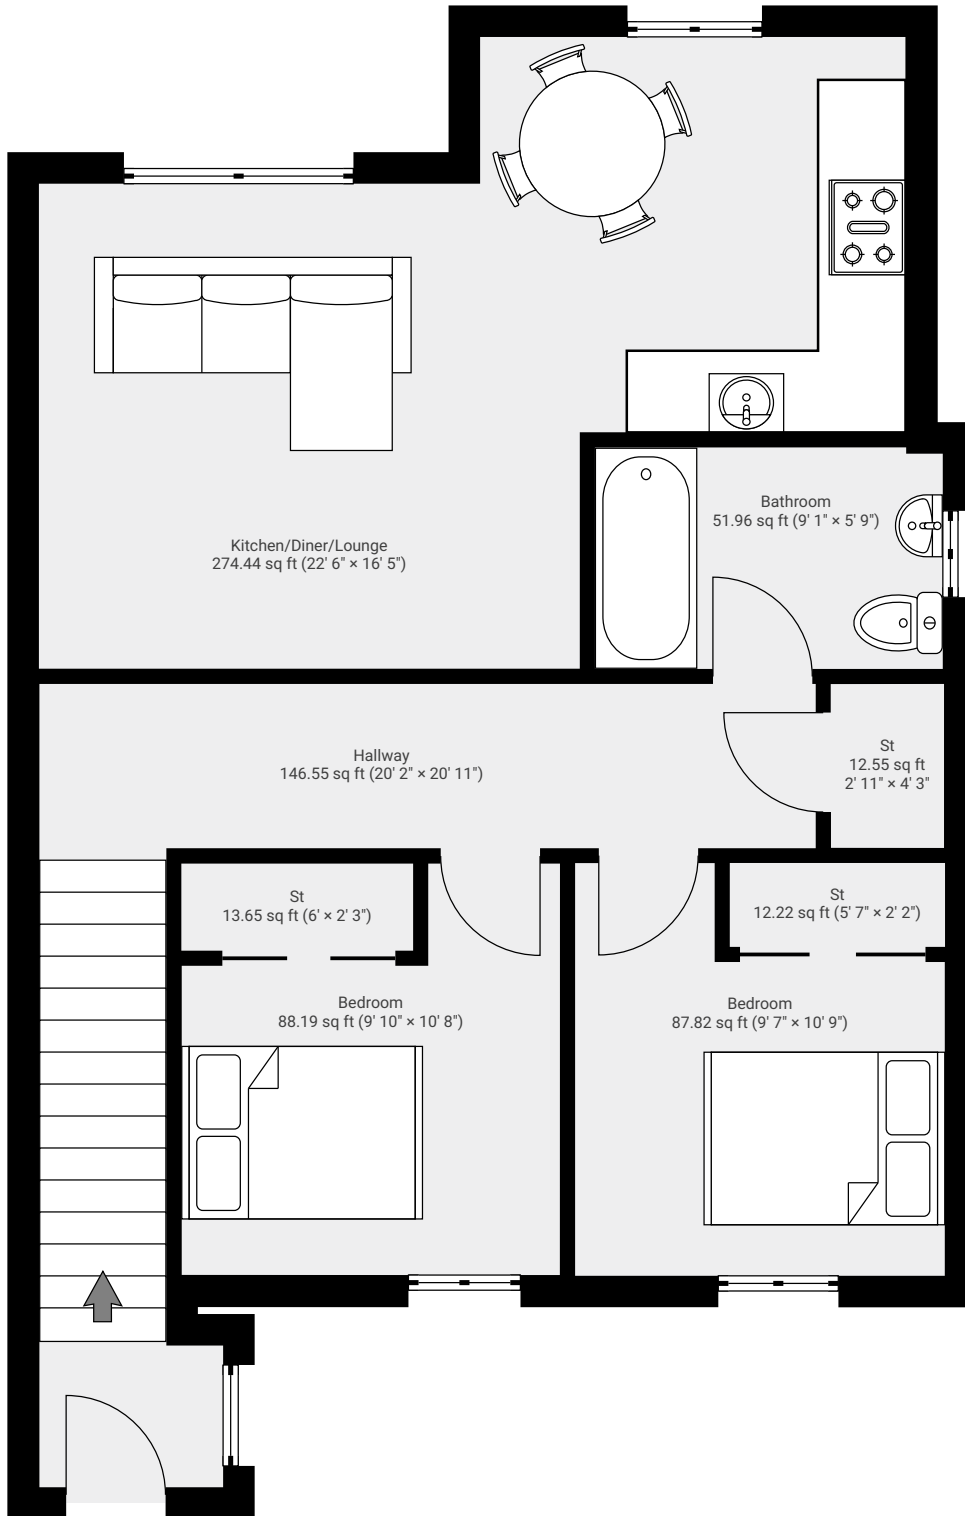 Bathroom
51.96 sq ft (9' 1" × 5' 9")
Kitchen/Diner/Lounge
274.44 sq ft (22' 6" × 16' 5")
Hallway
146.55 sq ft (20' 2" × 20' 11")
St
12.55 sq ft
2' 11" × 4' 3"
St
13.65 sq ft (6' × 2' 3")
St
12.22 sq ft (5' 7" × 2' 2")
Bedroom
88.19 sq ft (9' 10" × 10' 8")
Bedroom
87.82 sq ft (9' 7" × 10' 9")